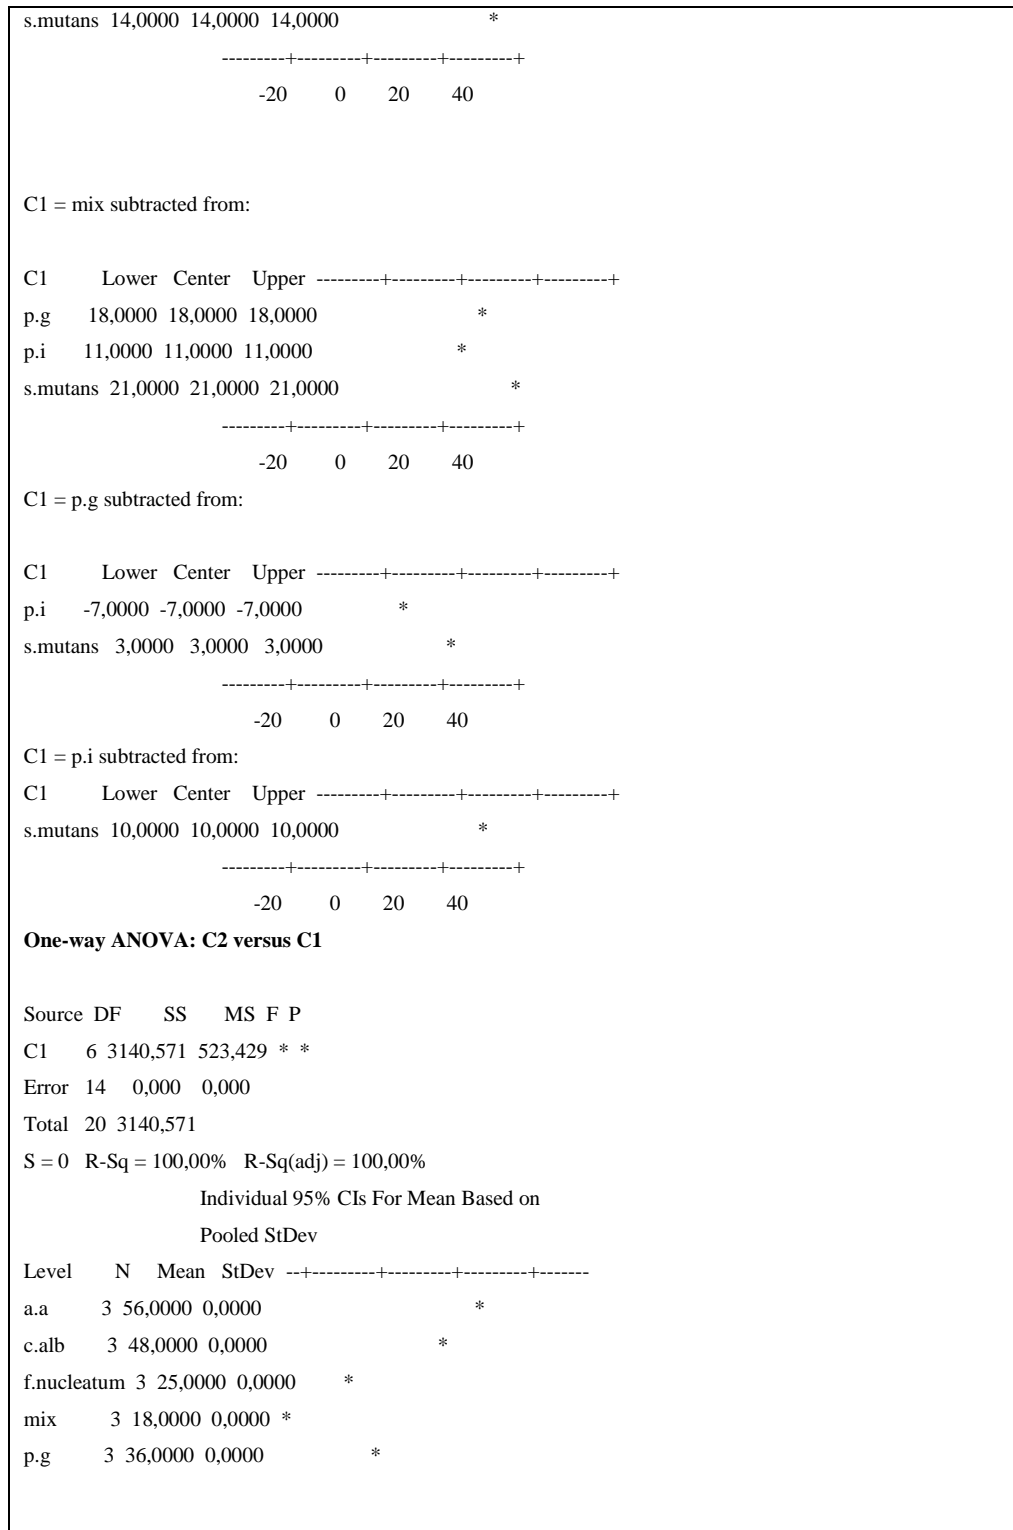 s.mutans 14,0000 14,0000 14,0000 *
---------+---------+---------+---------+
-20 0 20 40
C1 = mix subtracted from:
C1 Lower Center Upper ---------+---------+---------+---------+
p.g 18,0000 18,0000 18,0000 *
p.i 11,0000 11,0000 11,0000 *
s.mutans 21,0000 21,0000 21,0000 *
---------+---------+---------+---------+
-20 0 20 40
C1 = p.g subtracted from:
C1 Lower Center Upper ---------+---------+---------+---------+
p.i -7,0000 -7,0000 -7,0000 *
s.mutans 3,0000 3,0000 3,0000 *
---------+---------+---------+---------+
-20 0 20 40
C1 = p.i subtracted from:
C1 Lower Center Upper ---------+---------+---------+---------+
s.mutans 10,0000 10,0000 10,0000 *
---------+---------+---------+---------+
-20 0 20 40
One-way ANOVA: C2 versus C1
Source DF SS MS F P
C1 6 3140,571 523,429 * *
Error 14 0,000 0,000
Total 20 3140,571
S = 0 R-Sq = 100,00% R-Sq(adj) = 100,00%
Individual 95% CIs For Mean Based on
Pooled StDev
Level N Mean StDev --+---------+---------+---------+-------
a.a 3 56,0000 0,0000 *
c.alb 3 48,0000 0,0000 *
f.nucleatum 3 25,0000 0,0000 *
mix 3 18,0000 0,0000 *
p.g 3 36,0000 0,0000 *